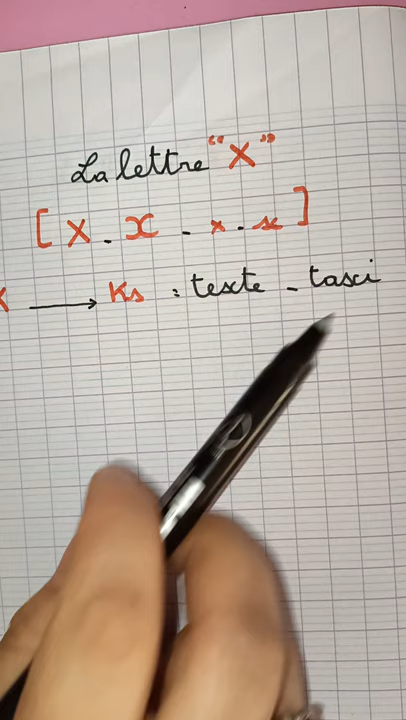 La lettre "X"
[ X - X - x - x ]
X → Ks : texte - taxi